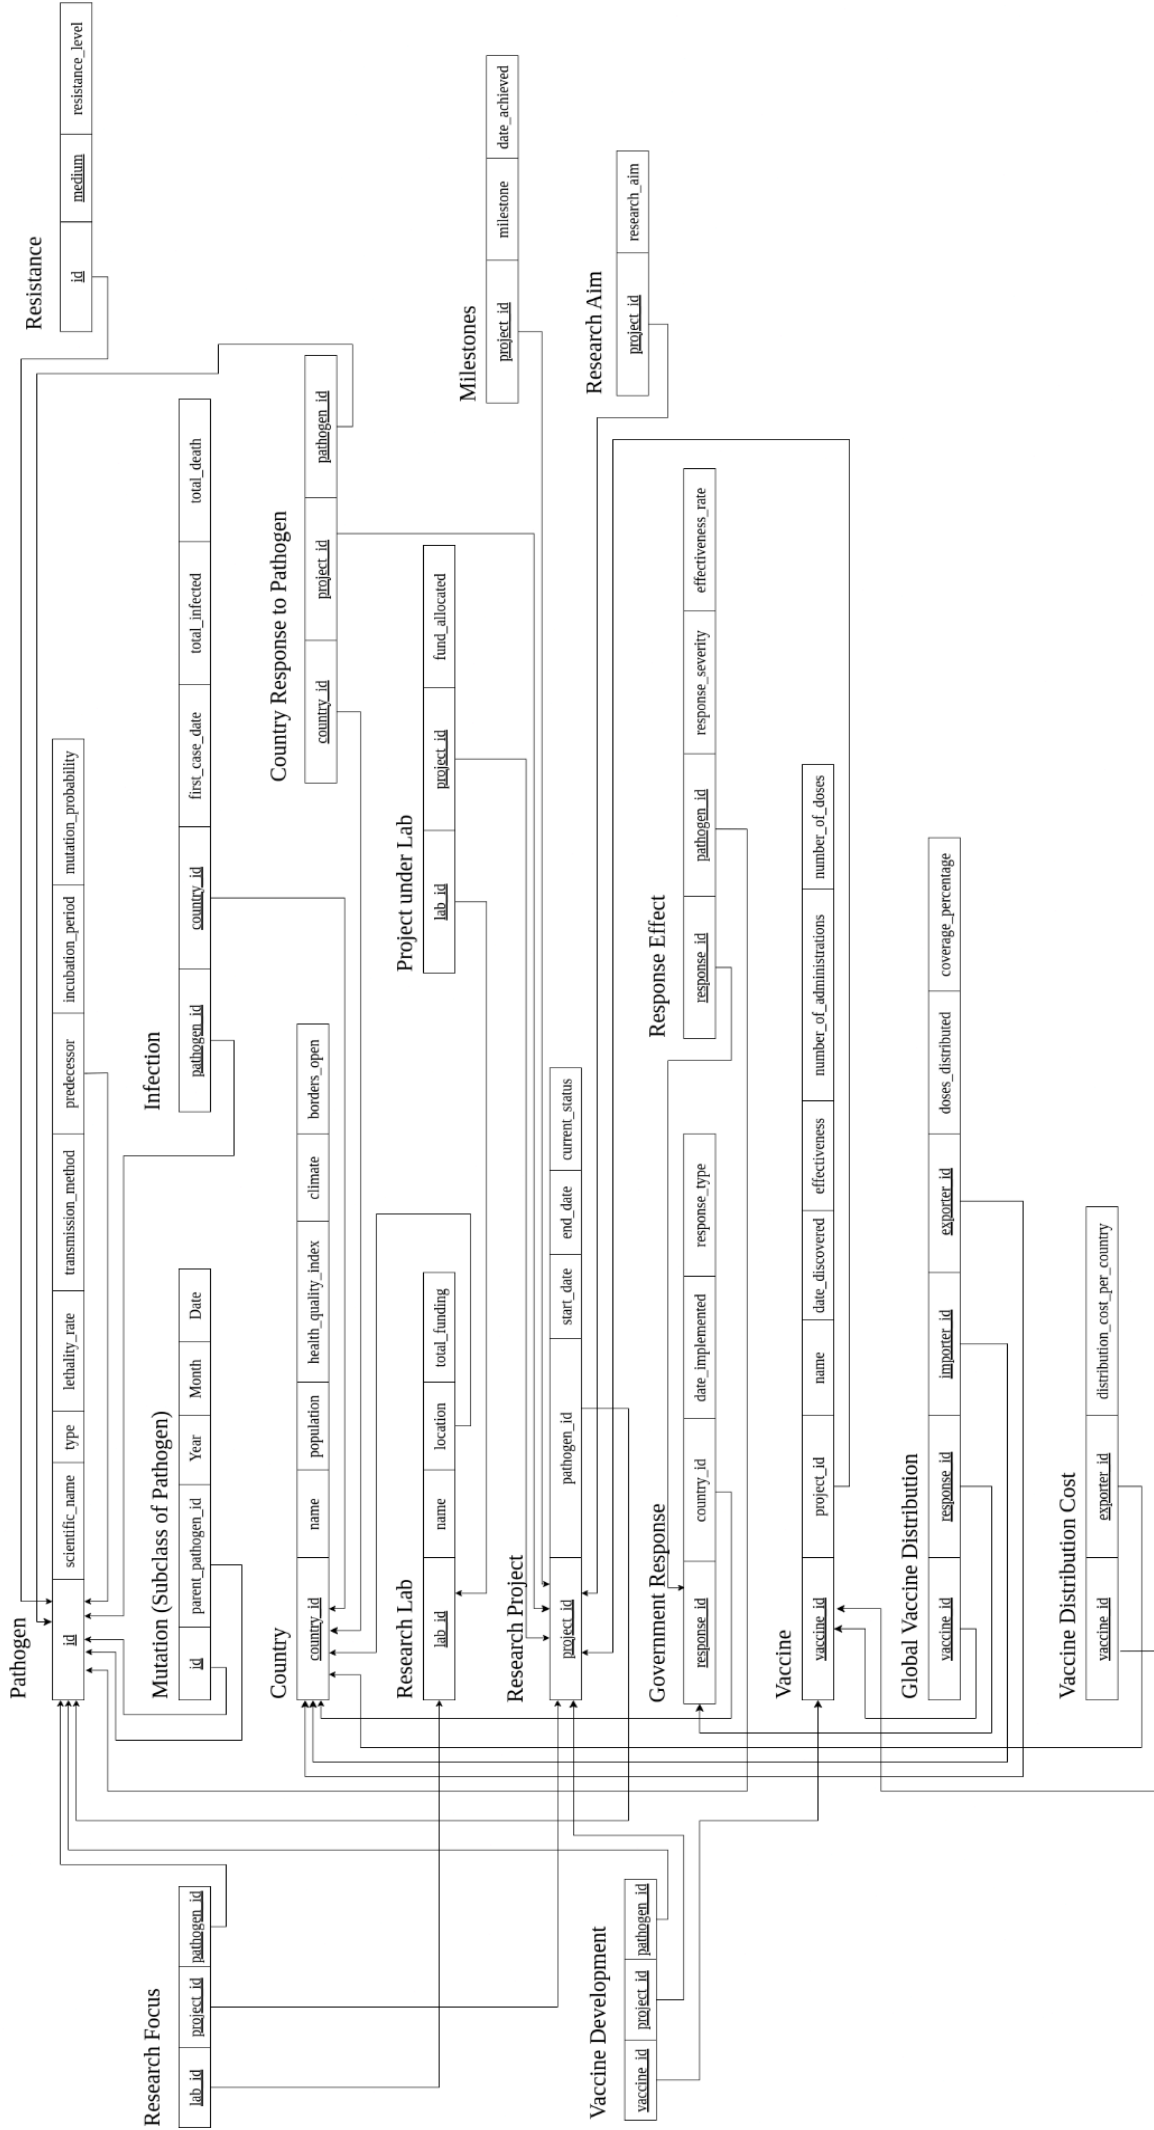 Pathogen
id scientific_name type lethality_rate transmission_method predecessor incubation_period mutation_probability
Resistance
id medium resistance_level
Research Focus
lab_id project_id pathogen_id
Mutation (Subclass of Pathogen)
id parent_pathogen_id Year Month Date
Infection
pathogen_id country_id first_case_date total_infected total_death
Country
country_id name population health_quality_index climate borders_open
Country Response to Pathogen
country_id project_id pathogen_id
Research Lab
lab_id name location total_funding
Project under Lab
lab_id project_id fund_allocated
Milestones
project_id milestone date_achieved
Research Project
project_id pathogen_id start_date end_date current_status
Research Aim
project_id research_aim
Vaccine Development
vaccine_id project_id pathogen_id
Government Response
response_id country_id date_implemented response_type
Response Effect
response_id pathogen_id response_severity effectiveness_rate
Vaccine
vaccine_id project_id name date_discovered effectiveness number_of_administrations number_of_doses
Global Vaccine Distribution
vaccine_id response_id importer_id exporter_id doses_distributed coverage_percentage
Vaccine Distribution Cost
vaccine_id exporter_id distribution_cost_per_country